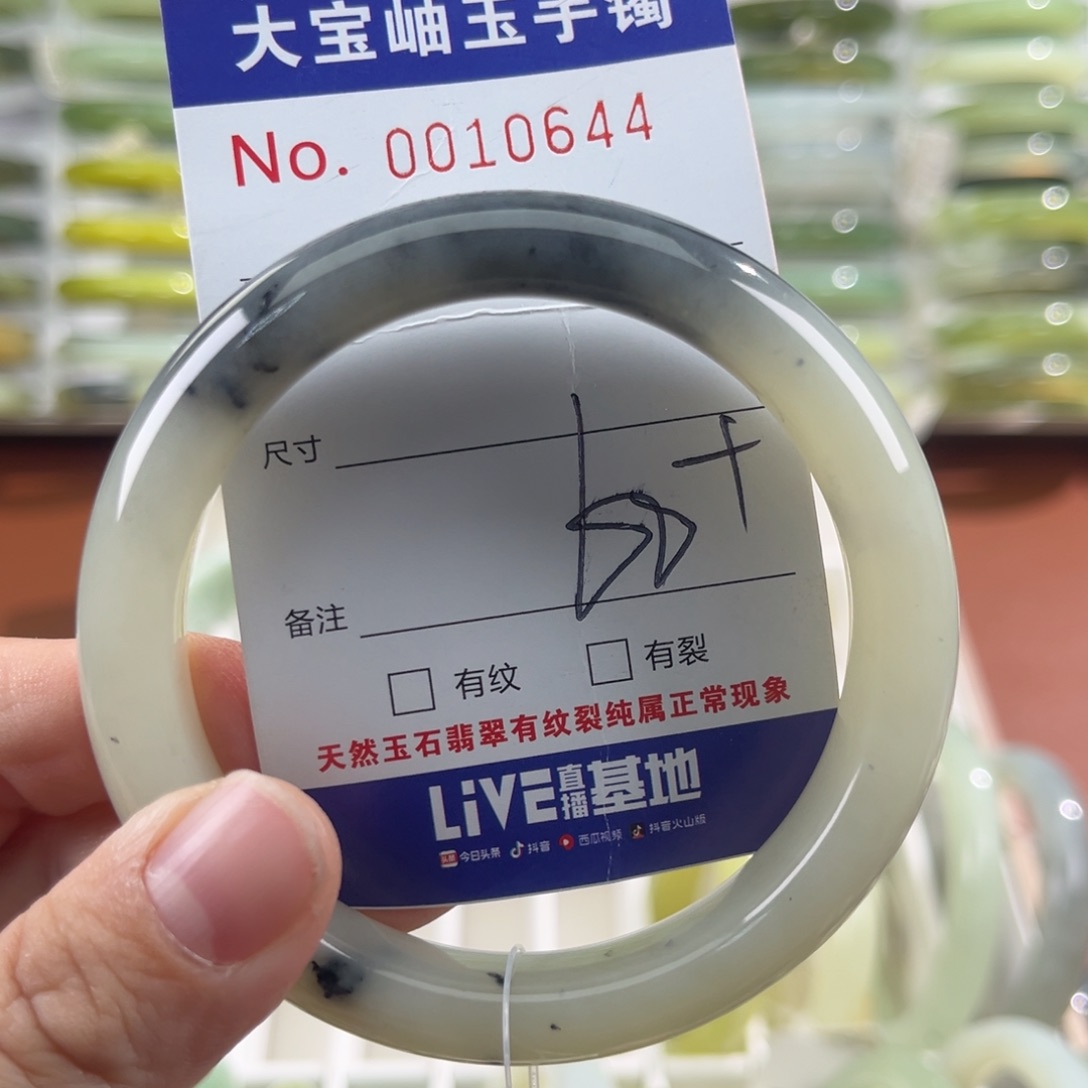 大宝岫玉手镯
No. 0010644
尺寸
备注
有纹 有裂
天然玉石翡翠有纹裂纯属正常现象
LiVE直播基地
今日头条 抖音 西瓜视频 抖音火山版